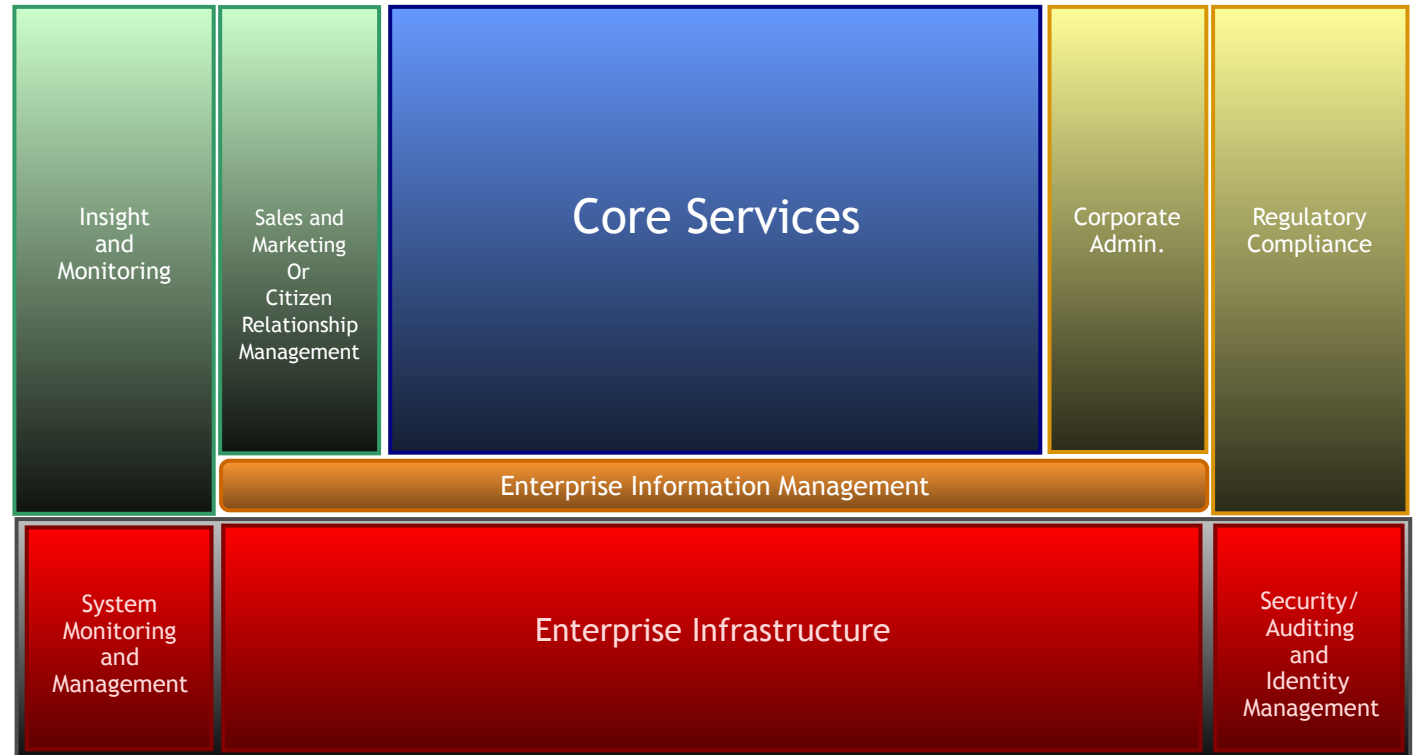 Insight
and
Monitoring
Sales and
Marketing
Or
Citizen
Relationship
Management
Core Services
Corporate
Admin.
Regulatory
Compliance
Enterprise Information Management
System
Monitoring
and
Management
Enterprise Infrastructure
Security/
Auditing
and
Identity
Management